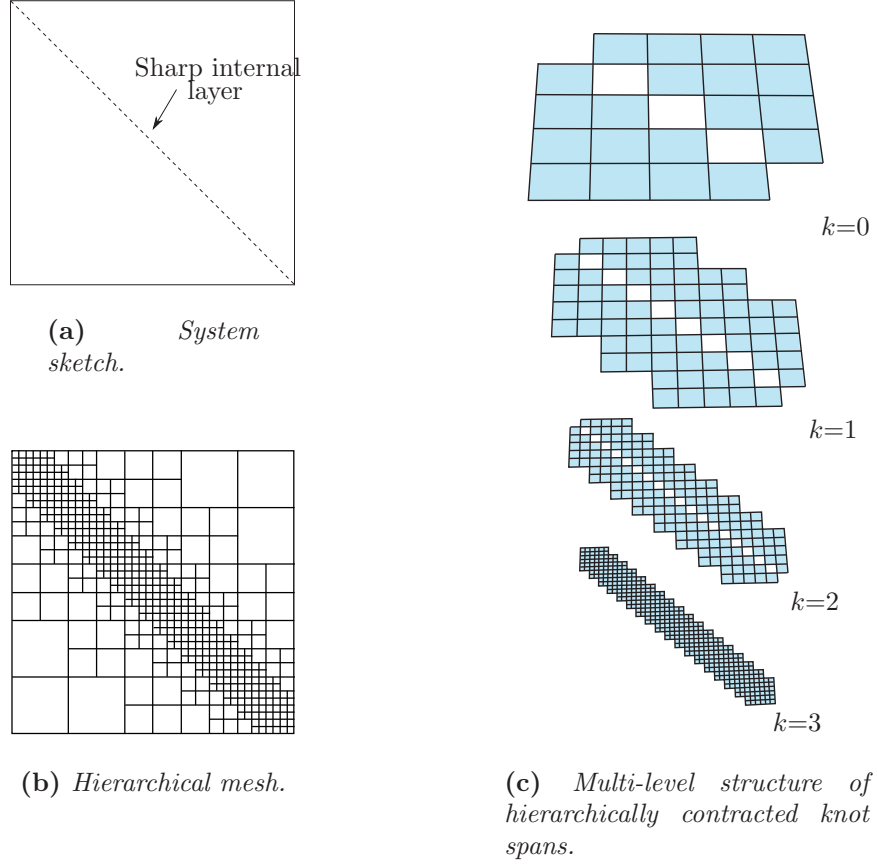 Sharp internal
layer
(a) System
sketch.
(b) Hierarchical mesh.
k=0
k=1
k=2
k=3
(c) Multi-level structure of
hierarchically contracted knot
spans.